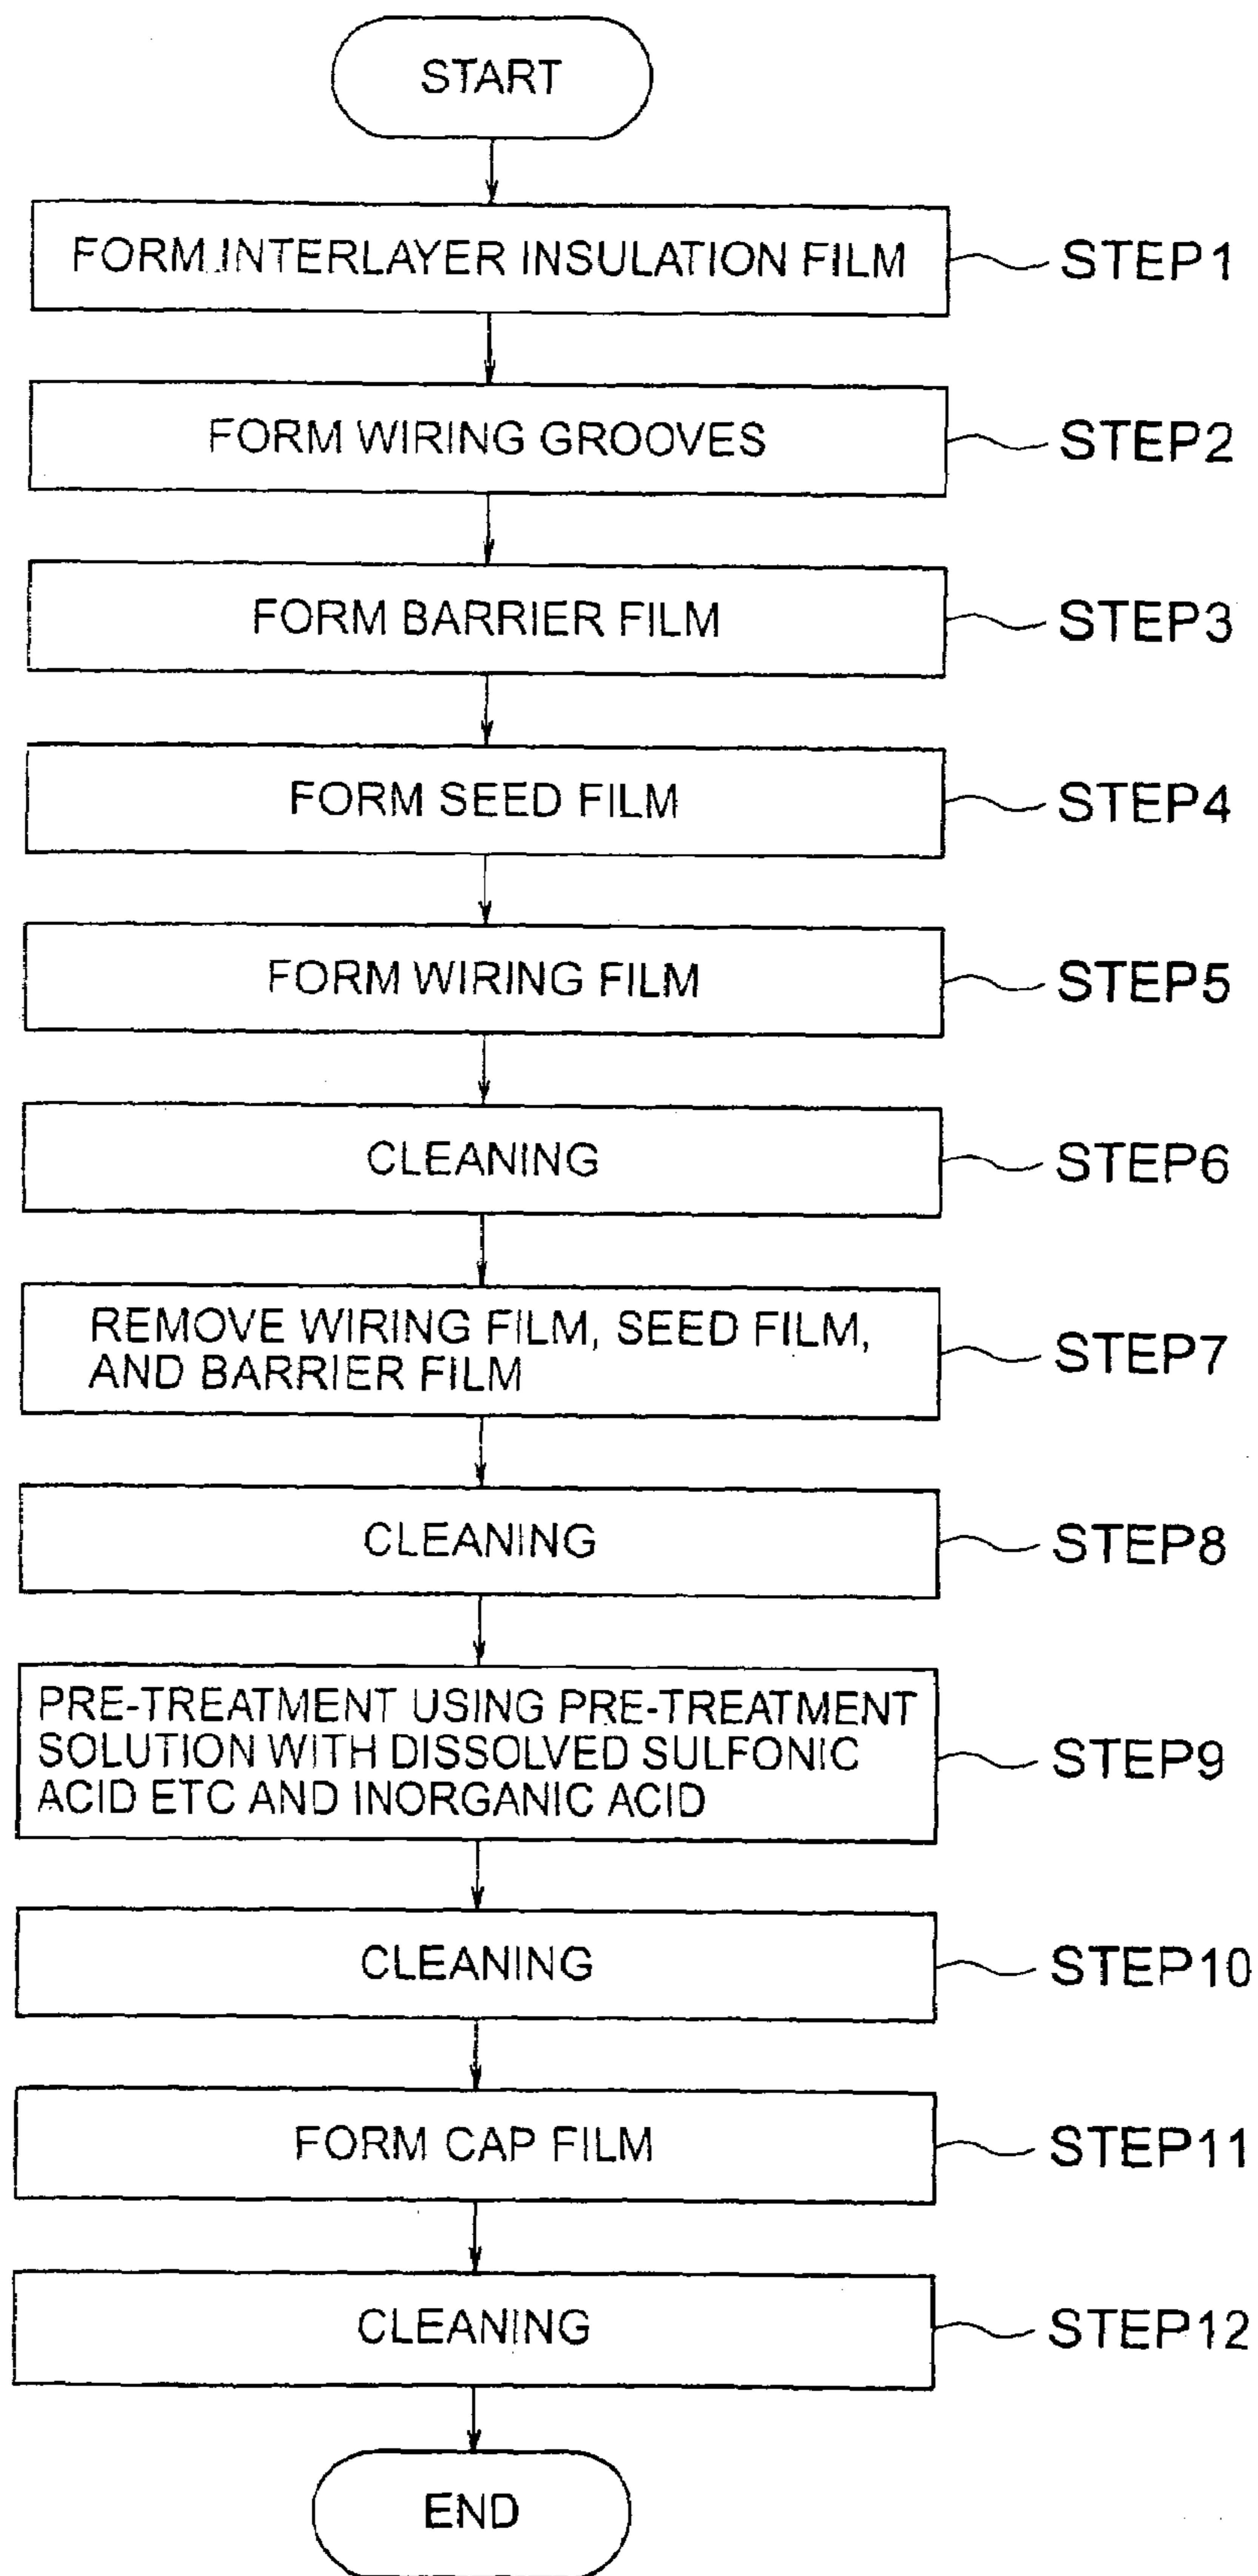 START
FORM INTERLAYER INSULATION FILM
STEP1
FORM WIRING GROOVES
STEP2
FORM BARRIER FILM
STEP3
FORM SEED FILM
STEP4
FORM WIRING FILM
STEP5
CLEANING
STEP6
REMOVE WIRING FILM, SEED FILM,
AND BARRIER FILM
STEP7
CLEANING
STEP8
PRE-TREATMENT USING PRE-TREATMENT
SOLUTION WITH DISSOLVED SULFONIC
ACID ETC AND INORGANIC ACID
STEP9
CLEANING
STEP10
FORM CAP FILM
STEP11
CLEANING
STEP12
END